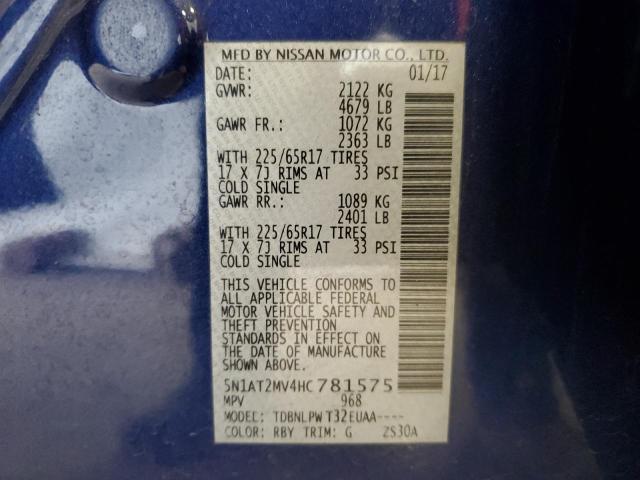 MFD BY NISSAN MOTOR CO., LTD.
DATE: 01/17
GVWR: 2122 KG
4679 LB
GAWR FR.: 1072 KG
2363 LB
WITH 225/65R17 TIRES
17 X 7J RIMS AT 33 PSI
COLD SINGLE
GAWR RR.: 1089 KG
2401 LB
WITH 225/65R17 TIRES
17 X 7J RIMS AT 33 PSI
COLD SINGLE
THIS VEHICLE CONFORMS TO
ALL APPLICABLE FEDERAL
MOTOR VEHICLE SAFETY AND
THEFT PREVENTION
STANDARDS IN EFFECT ON
THE DATE OF MANUFACTURE
SHOWN ABOVE.
5N1AT2MV4HC781575
MPV 968
MODEL: TDBNLPW T32EUAA----
COLOR: RBY TRIM: G ZS30A